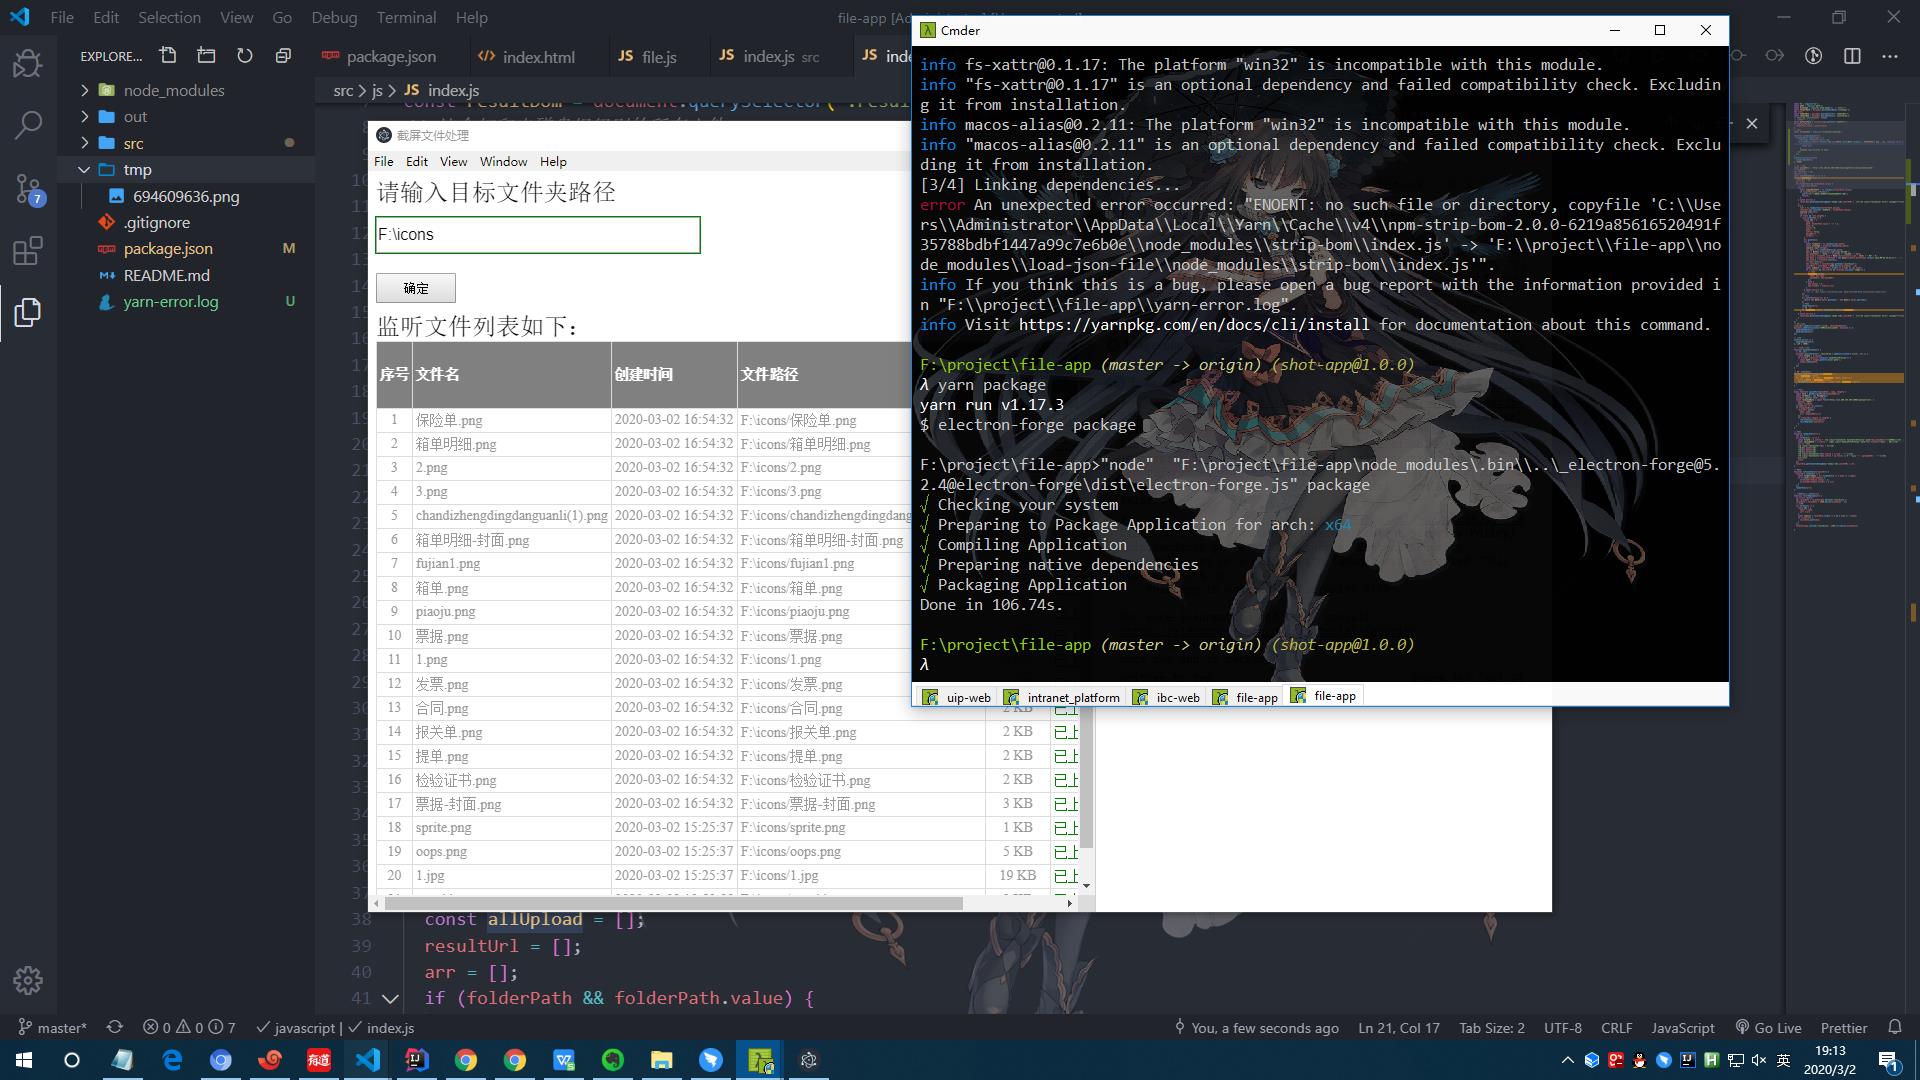 File Edit Selection View Go Debug Terminal Help
file-app
Cmder
EXPLORE...
package.json
index.html
JS file.js
JS index.js src
JS
node_modules
out
src
tmp
694609636.png
.gitignore
package.json M
README.md
yarn-error.log U
7
src > js > JS index.js
截屏文件处理
File Edit View Window Help
请输入目标文件夹路径
F:\icons
确定
监听文件列表如下：
序号 文件名 创建时间 文件路径
1 保险单.png 2020-03-02 16:54:32 F:\icons/保险单.png
2 箱单明细.png 2020-03-02 16:54:32 F:\icons/箱单明细.png
3 2.png 2020-03-02 16:54:32 F:\icons/2.png
4 3.png 2020-03-02 16:54:32 F:\icons/3.png
5 chandizhengdingdanguanli(1).png 2020-03-02 16:54:32 F:\icons/chandizhengdingdang
6 箱单明细-封面.png 2020-03-02 16:54:32 F:\icons/箱单明细-封面.png
7 fujian1.png 2020-03-02 16:54:32 F:\icons/fujian1.png
8 箱单.png 2020-03-02 16:54:32 F:\icons/箱单.png
9 piaoju.png 2020-03-02 16:54:32 F:\icons/piaoju.png
10 票据.png 2020-03-02 16:54:32 F:\icons/票据.png
11 1.png 2020-03-02 16:54:32 F:\icons/1.png
12 发票.png 2020-03-02 16:54:32 F:\icons/发票.png
13 合同.png 2020-03-02 16:54:32 F:\icons/合同.png 2 KB 已上
14 报关单.png 2020-03-02 16:54:32 F:\icons/报关单.png 2 KB 已上
15 提单.png 2020-03-02 16:54:32 F:\icons/提单.png 2 KB 已上
16 检验证书.png 2020-03-02 16:54:32 F:\icons/检验证书.png 2 KB 已上
17 票据-封面.png 2020-03-02 16:54:32 F:\icons/票据-封面.png 3 KB 已上
18 sprite.png 2020-03-02 15:25:37 F:\icons/sprite.png 1 KB 已上
19 oops.png 2020-03-02 15:25:37 F:\icons/oops.png 5 KB 已上
20 1.jpg 2020-03-02 15:25:37 F:\icons/1.jpg 19 KB 已上
info fs-xattr@0.1.17: The platform "win32" is incompatible with this module.
info "fs-xattr@0.1.17" is an optional dependency and failed compatibility check. Excludin
g it from installation.
info macos-alias@0.2.11: The platform "win32" is incompatible with this module.
info "macos-alias@0.2.11" is an optional dependency and failed compatibility check. Exclu
ding it from installation.
[3/4] Linking dependencies...
error An unexpected error occurred: "ENOENT: no such file or directory, copyfile 'C:\\Use
rs\\Administrator\\AppData\\Local\\Yarn\\Cache\\v4\\npm-strip-bom-2.0.0-6219a85616520491f
35788bdbf1447a99c7e6b0e\\node_modules\\strip-bom\\index.js' -> 'F:\\project\\file-app\\no
de_modules\\load-json-file\\node_modules\\strip-bom\\index.js'".
info If you think this is a bug, please open a bug report with the information provided i
n "F:\\project\\file-app\\yarn-error.log".
info Visit https://yarnpkg.com/en/docs/cli/install for documentation about this command.
F:\project\file-app (master -> origin) (shot-app@1.0.0)
λ yarn package
yarn run v1.17.3
$ electron-forge package
F:\project\file-app>"node"  "F:\project\file-app\node_modules\.bin\\..\_electron-forge@5.
2.4@electron-forge\dist\electron-forge.js" package
√ Checking your system
√ Preparing to Package Application for arch: x64
√ Compiling Application
√ Preparing native dependencies
√ Packaging Application
Done in 106.74s.
F:\project\file-app (master -> origin) (shot-app@1.0.0)
λ
uip-web intranet_platform ibc-web file-app file-app
38 const allUpload = [];
39 resultUrl = [];
40 arr = [];
41 if (folderPath && folderPath.value) {
master* 0 0 7 javascript | index.js
You, a few seconds ago Ln 21, Col 17 Tab Size: 2 UTF-8 CRLF JavaScript Go Live Prettier
有道
英
19:13
2020/3/2
1